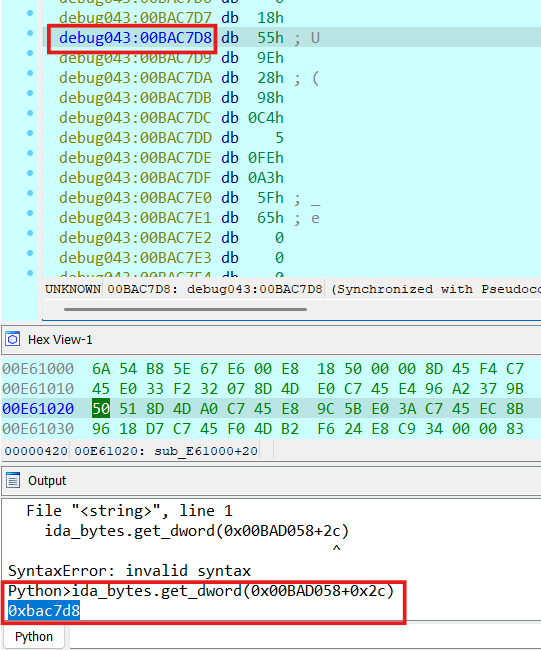 debug043:00BAC7D7 db 18h
debug043:00BAC7D8 db 55h ; U
debug043:00BAC7D9 db 9Eh
debug043:00BAC7DA db 28h ; (
debug043:00BAC7DB db 98h
debug043:00BAC7DC db 0C4h
debug043:00BAC7DD db 5
debug043:00BAC7DE db 0FEh
debug043:00BAC7DF db 0A3h
debug043:00BAC7E0 db 5Fh ; _
debug043:00BAC7E1 db 65h ; e
debug043:00BAC7E2 db 0
debug043:00BAC7E3 db 0
debug043:00BAC7E4 db 0
UNKNOWN 00BAC7D8: debug043:00BAC7D8 (Synchronized with Pseudoco
Hex View-1
00E61000 6A 54 B8 5E 67 E6 00 E8 18 50 00 00 8D 45 F4 C7
00E61010 45 E0 33 F2 32 07 8D 4D E0 C7 45 E4 96 A2 37 9B
00E61020 50 51 8D 4D A0 C7 45 E8 9C 5B E0 3A C7 45 EC 8B
00E61030 96 18 D7 C7 45 F0 4D B2 F6 24 E8 C9 34 00 00 83
00000420 00E61020: sub_E61000+20
Output
File "<string>", line 1
ida_bytes.get_dword(0x00BAD058+2c)
^
SyntaxError: invalid syntax
Python>ida_bytes.get_dword(0x00BAD058+0x2c)
0xbac7d8
Python